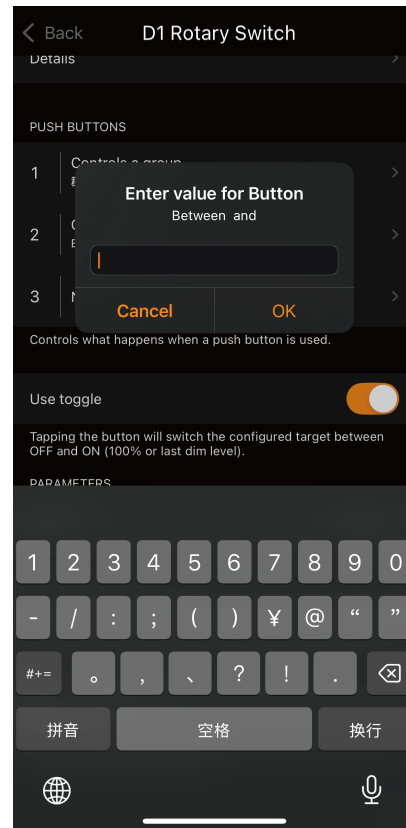 Back
D1 Rotary Switch
Details
PUSH BUTTONS
1
Controls a group
2
3
Enter value for Button
Between and
Cancel
OK
Controls what happens when a push button is used.
Use toggle
Tapping the button will switch the configured target between
OFF and ON (100% or last dim level).
PARAMETERS
1 2 3 4 5 6 7 8 9 0
- / : ; ( ) ¥ @ “ ”
#+= 。 , 、 ? ! .
拼音 空格 换行